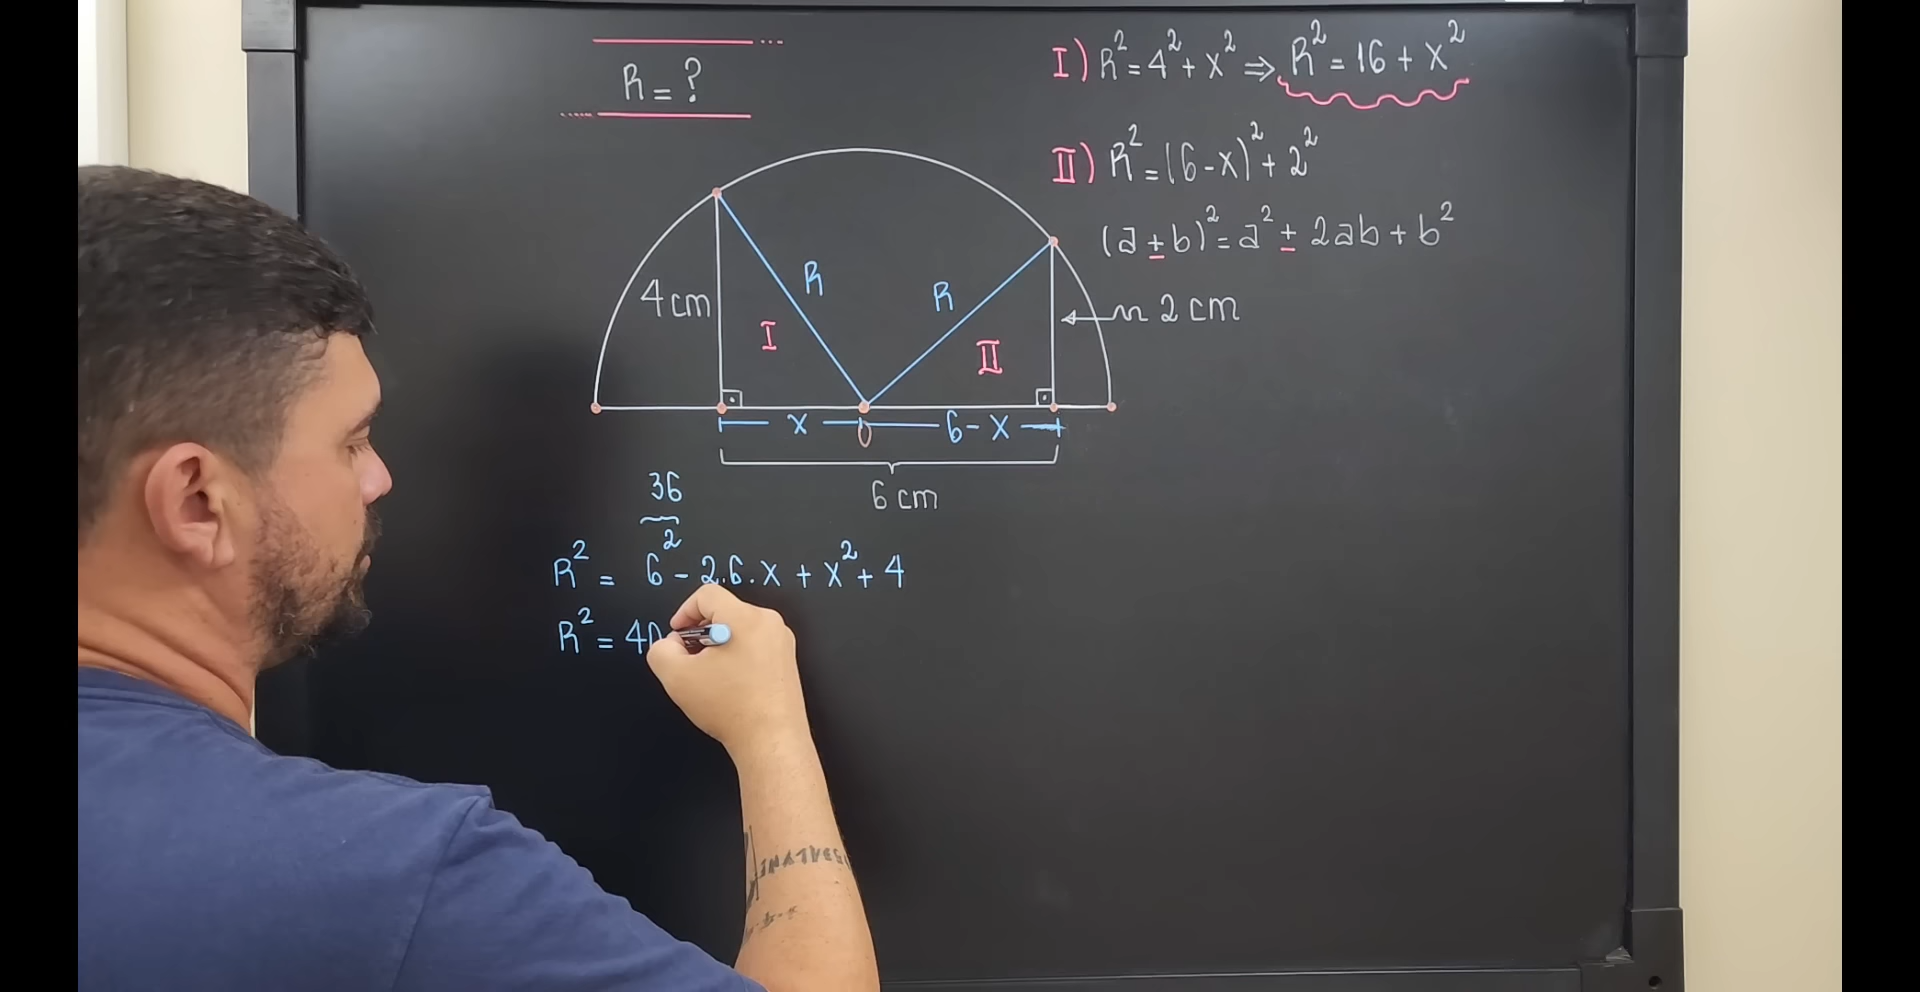 R = ?
I) R² = 4² + x² ⇒ R² = 16 + x²
II) R² = (6 - x)² + 2²
(a ± b)² = a² ± 2ab + b²
4 cm
R
R
2 cm
I
II
x
0
6 - x
6 cm
36
R² = 6² - 2.6.x + x² + 4
R² = 40